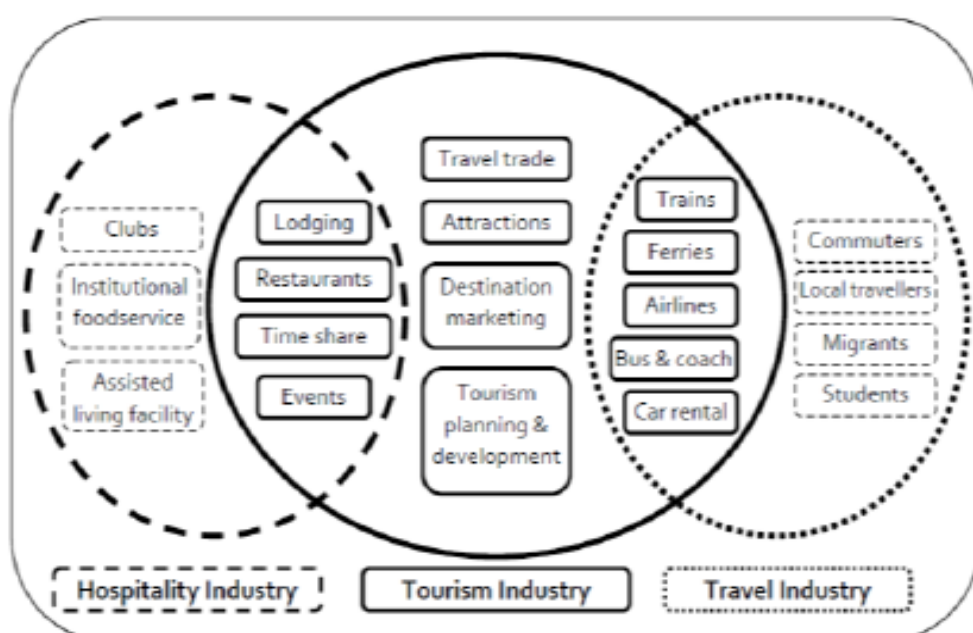 Travel trade
Attractions
Destination
marketing
Tourism
planning &
development
Clubs
Institutional
foodservice
Assisted
living facility
Lodging
Restaurants
Time share
Events
Trains
Ferries
Airlines
Bus & coach
Car rental
Commuters
Local travellers
Migrants
Students
Hospitality Industry
Tourism Industry
Travel Industry